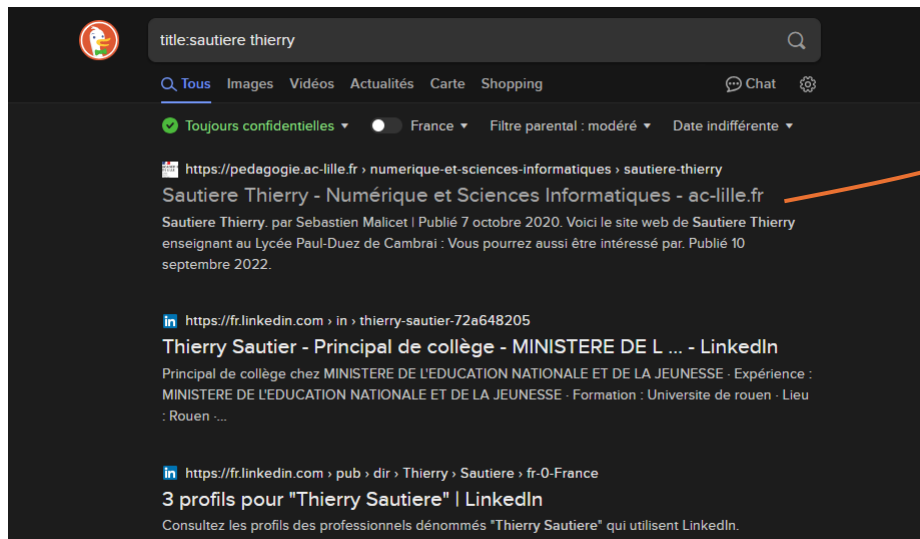 title:sautiere thierry
Tous Images Vidéos Actualités Carte Shopping Chat
Toujours confidentielles France Filtre parental : modéré Date indifférente
https://pedagogie.ac-lille.fr › numerique-et-sciences-informatiques › sautiere-thierry
Sautiere Thierry - Numérique et Sciences Informatiques - ac-lille.fr
Sautiere Thierry. par Sebastien Malicet | Publié 7 octobre 2020. Voici le site web de Sautiere Thierry
enseignant au Lycée Paul-Duez de Cambrai : Vous pourrez aussi être intéressé par. Publié 10
septembre 2022.
in https://fr.linkedin.com › in › thierry-sautier-72a648205
Thierry Sautier - Principal de collège - MINISTERE DE L ... - LinkedIn
Principal de collège chez MINISTERE DE L'EDUCATION NATIONALE ET DE LA JEUNESSE · Expérience :
MINISTERE DE L'EDUCATION NATIONALE ET DE LA JEUNESSE · Formation : Universite de rouen · Lieu
: Rouen ·...
in https://fr.linkedin.com › pub › dir › Thierry › Sautiere › fr-0-France
3 profils pour "Thierry Sautiere" | LinkedIn
Consultez les profils des professionnels dénommés "Thierry Sautiere" qui utilisent LinkedIn.